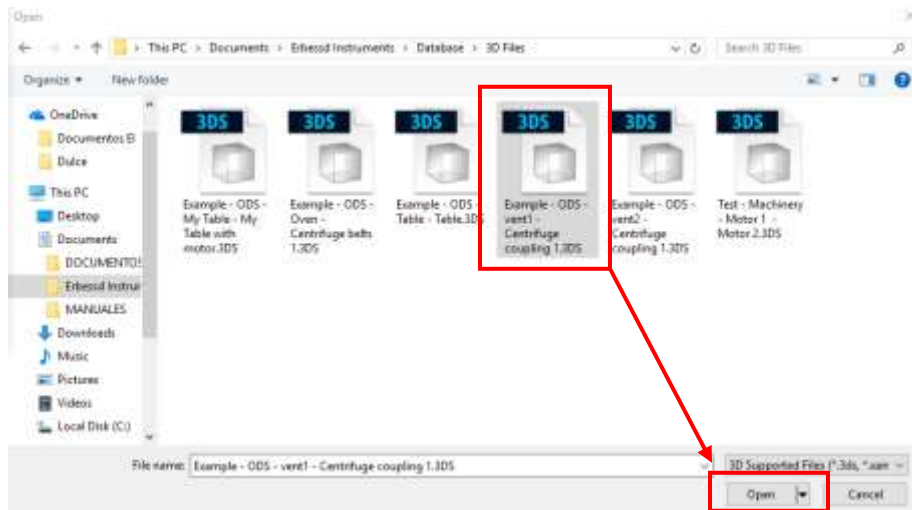 Open
This PC > Documents > Erbessd Instruments > Database > 3D Files
Search 3D Files
Organize
New folder
OneDrive
Documentos B
Dulce
This PC
Desktop
Documents
DOCUMENTOS
Erbessd Instrum
MANUALES
Downloads
Music
Pictures
Videos
Local Disk (C:)
3DS
Example - ODS -
My Table - My
Table with
motor.3DS
3DS
Example - ODS -
Oven -
Centrifuge belts
1.3DS
3DS
Example - ODS -
Table - Table.3DS
3DS
Example - ODS -
vent1 -
Centrifuge
coupling 1.3DS
3DS
Example - ODS -
vent2 -
Centrifuge
coupling 1.3DS
3DS
Test - Machinery
- Motor 1 -
Motor 2.3DS
File name: Example - ODS - vent1 - Centrifuge coupling 1.3DS
3D Supported Files (*.3ds, *.xam
Open
Cancel